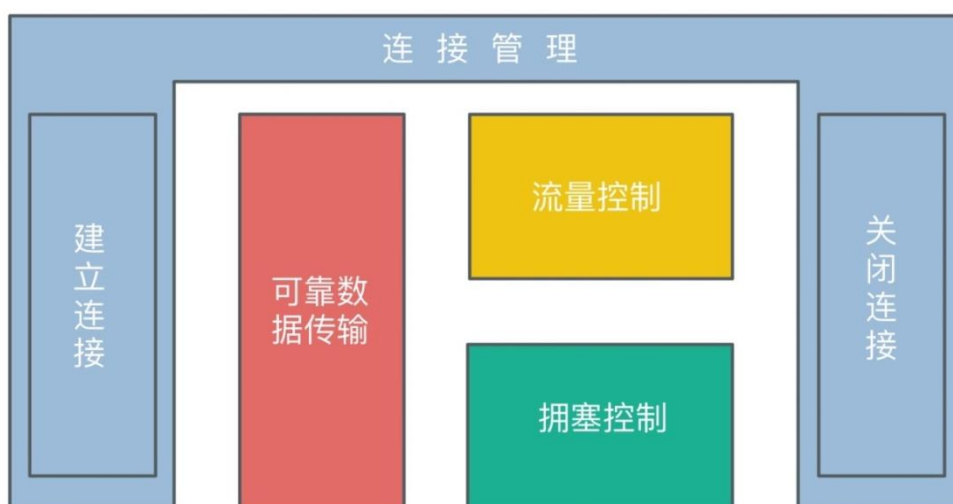 连接管理
建立连接
可靠数
据传输
流量控制
拥塞控制
关闭连接